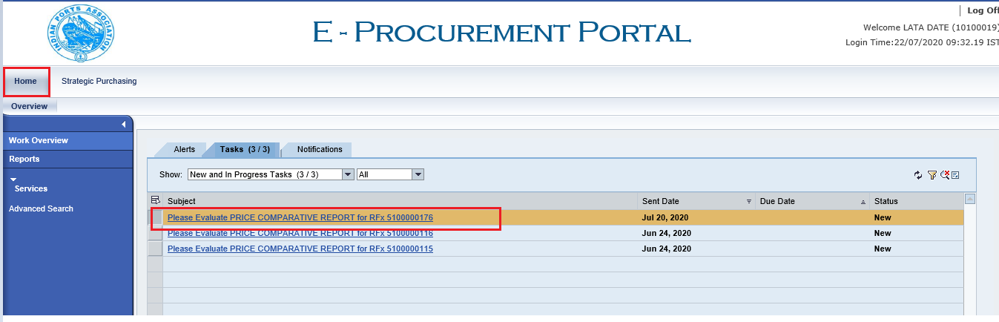 INDIAN PORTS ASSOCIATION
E - PROCUREMENT PORTAL
Log Off
Welcome LATA DATE (10100019)
Login Time:22/07/2020 09:32.19 IST
Home Strategic Purchasing
Overview
Work Overview
Reports
Services
Advanced Search
Alerts Tasks (3 / 3) Notifications
Show: New and In Progress Tasks (3 / 3) All
Subject Sent Date Due Date Status
Please Evaluate PRICE COMPARATIVE REPORT for RFx 5100000176 Jul 20, 2020 New
Please Evaluate PRICE COMPARATIVE REPORT for RFx 5100000116 Jun 24, 2020 New
Please Evaluate PRICE COMPARATIVE REPORT for RFx 5100000115 Jun 24, 2020 New